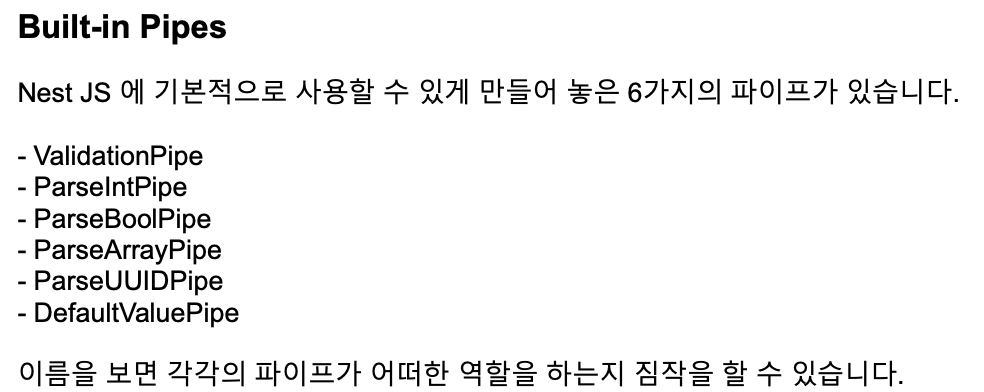 Built-in Pipes
Nest JS 에 기본적으로 사용할 수 있게 만들어 놓은 6가지의 파이프가 있습니다.
- ValidationPipe
- ParseIntPipe
- ParseBoolPipe
- ParseArrayPipe
- ParseUUIDPipe
- DefaultValuePipe
이름을 보면 각각의 파이프가 어떠한 역할을 하는지 짐작을 할 수 있습니다.